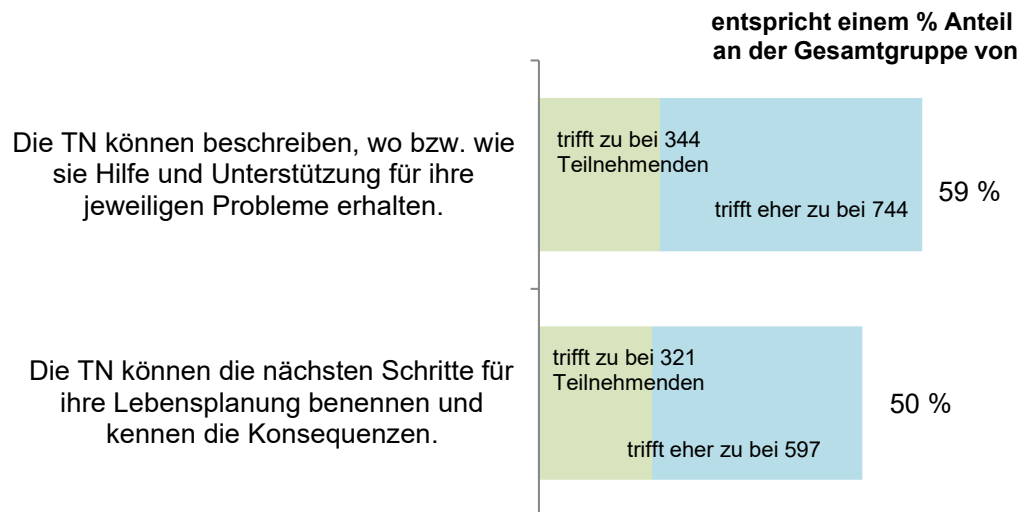 entspricht einem % Anteil
an der Gesamtgruppe von
Die TN können beschreiben, wo bzw. wie
sie Hilfe und Unterstützung für ihre
jeweiligen Probleme erhalten.
trifft zu bei 344
Teilnehmenden
trifft eher zu bei 744
59 %
Die TN können die nächsten Schritte für
ihre Lebensplanung benennen und
kennen die Konsequenzen.
trifft zu bei 321
Teilnehmenden
trifft eher zu bei 597
50 %